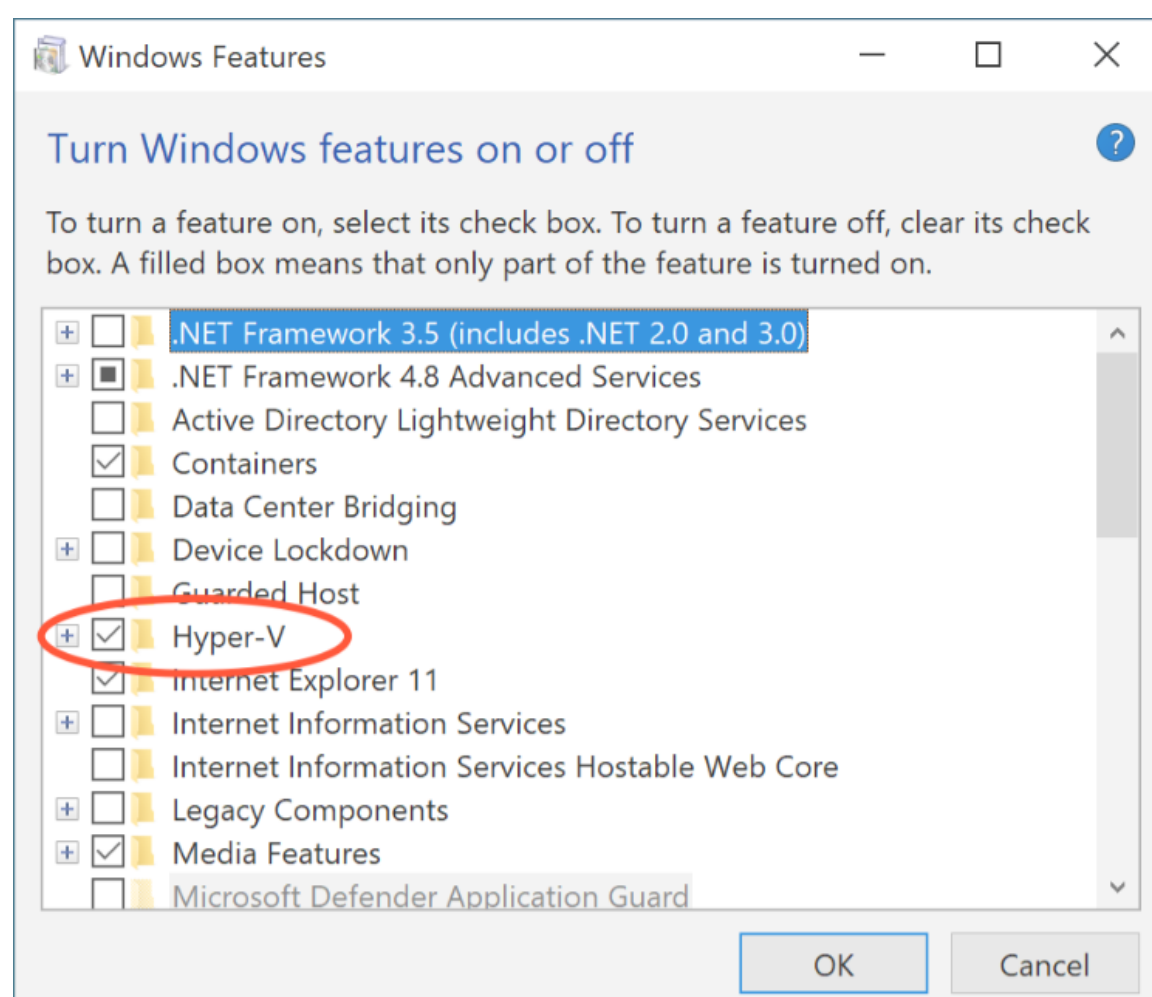 Windows Features
Turn Windows features on or off
?
To turn a feature on, select its check box. To turn a feature off, clear its check
box. A filled box means that only part of the feature is turned on.
.NET Framework 3.5 (includes .NET 2.0 and 3.0)
.NET Framework 4.8 Advanced Services
Active Directory Lightweight Directory Services
Containers
Data Center Bridging
Device Lockdown
Guarded Host
Hyper-V
Internet Explorer 11
Internet Information Services
Internet Information Services Hostable Web Core
Legacy Components
Media Features
Microsoft Defender Application Guard
OK Cancel